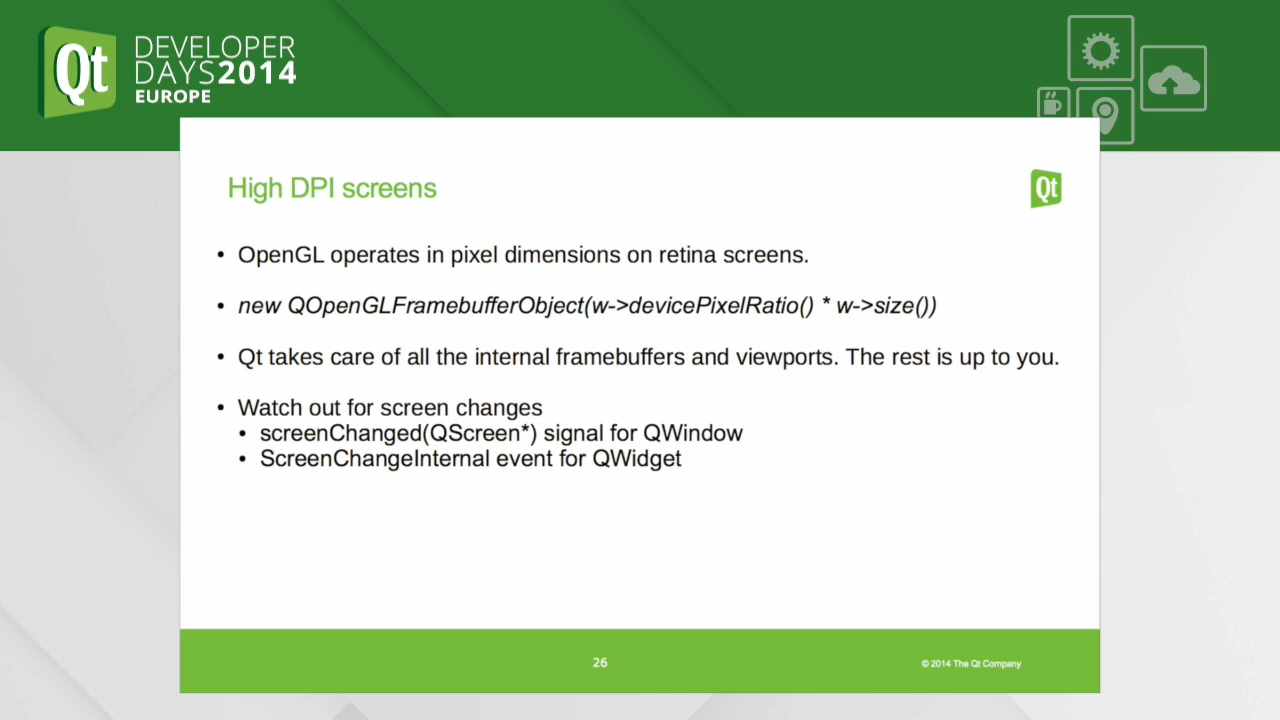 Qt
DEVELOPER
DAYS2014
EUROPE
High DPI screens
Qt
• OpenGL operates in pixel dimensions on retina screens.
• new QOpenGLFramebufferObject(w->devicePixelRatio() * w->size())
• Qt takes care of all the internal framebuffers and viewports. The rest is up to you.
• Watch out for screen changes
• screenChanged(QScreen*) signal for QWindow
• ScreenChangeInternal event for QWidget
26
© 2014 The Qt Company